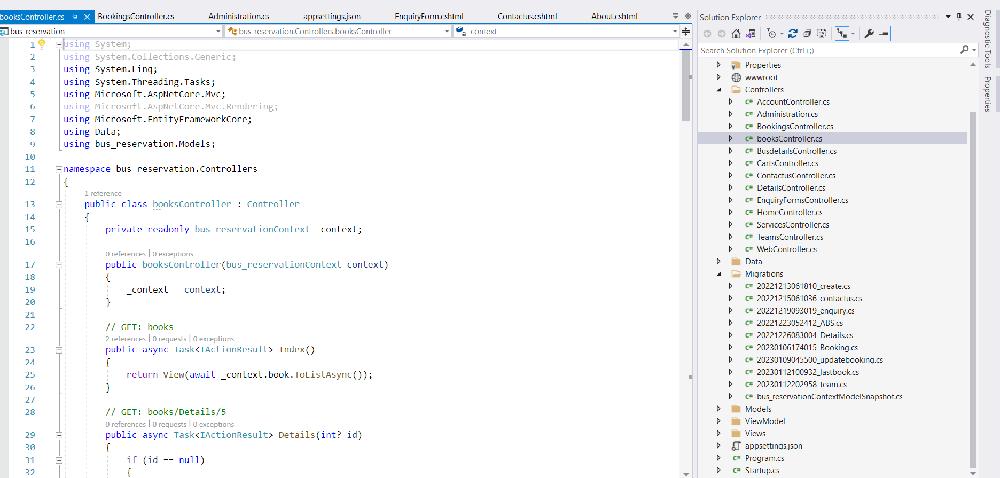 booksController.cs
BookingsController.cs
Administration.cs
appsettings.json
EnquiryForm.cshtml
Contactus.cshtml
About.cshtml
bus_reservation
bus_reservation.Controllers.booksController
_context
1 using System;
2 using System.Collections.Generic;
3 using System.Linq;
4 using System.Threading.Tasks;
5 using Microsoft.AspNetCore.Mvc;
6 using Microsoft.AspNetCore.Mvc.Rendering;
7 using Microsoft.EntityFrameworkCore;
8 using Data;
9 using bus_reservation.Models;
10
11 namespace bus_reservation.Controllers
12 {
1 reference
13 public class booksController : Controller
14 {
15 private readonly bus_reservationContext _context;
16
0 references | 0 exceptions
17 public booksController(bus_reservationContext context)
18 {
19 _context = context;
20 }
21
22 // GET: books
2 references | 0 requests | 0 exceptions
23 public async Task<IActionResult> Index()
24 {
25 return View(await _context.book.ToListAsync());
26 }
27
28 // GET: books/Details/5
0 references | 0 requests | 0 exceptions
29 public async Task<IActionResult> Details(int? id)
30 {
31 if (id == null)
32 {
Solution Explorer
Search Solution Explorer (Ctrl+;)
Properties
wwwroot
Controllers
C# AccountController.cs
C# Administration.cs
C# BookingsController.cs
C# booksController.cs
C# BusdetailsController.cs
C# CartsController.cs
C# ContactusController.cs
C# DetailsController.cs
C# EnquiryFormsController.cs
C# HomeController.cs
C# ServicesController.cs
C# TeamsController.cs
C# WebController.cs
Data
Migrations
C# 20221213061810_create.cs
C# 20221215061036_contactus.cs
C# 20221219093019_enquiry.cs
C# 20221223052412_ABS.cs
C# 20221226083004_Details.cs
C# 20230106174015_Booking.cs
C# 20230109045500_updatebooking.cs
C# 20230112100932_lastbook.cs
C# 20230112202958_team.cs
C# bus_reservationContextModelSnapshot.cs
Models
ViewModel
Views
appsettings.json
C# Program.cs
C# Startup.cs
Diagnostic Tools
Properties